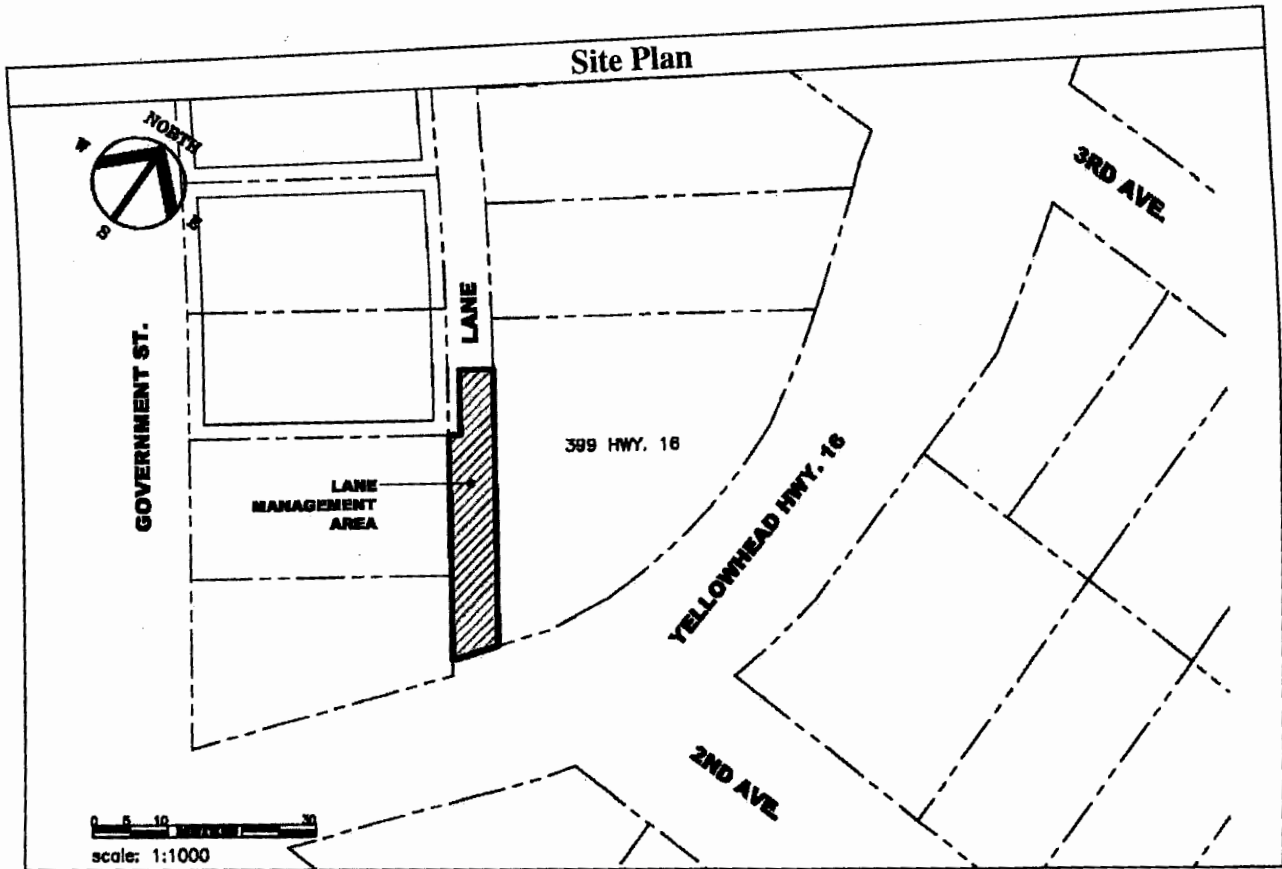 Site Plan
NORTH
W
E
S
3RD AVE.
LANE
GOVERNMENT ST.
399 HWY. 16
LANE
MANAGEMENT
AREA
YELLOWHEAD HWY. 16
2ND AVE.
0 5 10 30
scale: 1:1000